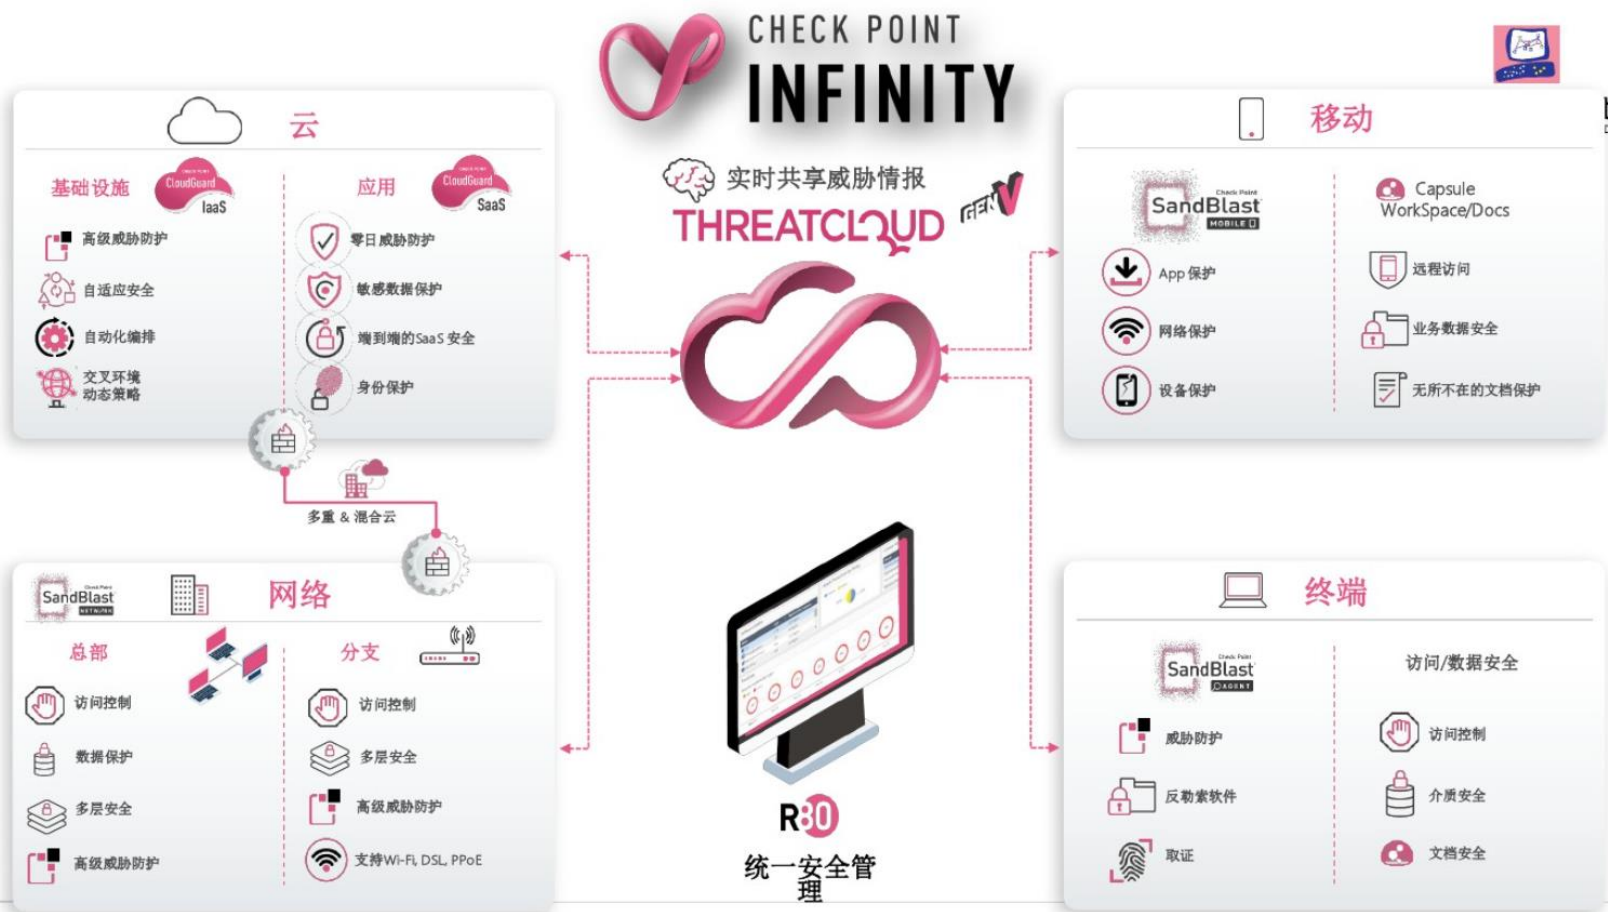 CHECK POINT
INFINITY
实时共享威胁情报
THREATCLOUD
GEN V
云
基础设施
CHECK POINT
CloudGuard
IaaS
高级威胁防护
自适应安全
自动化编排
交叉环境
动态策略
应用
CHECK POINT
CloudGuard
SaaS
零日威胁防护
敏感数据保护
端到端的SaaS 安全
身份保护
多重 & 混合云
移动
Check Point
SandBlast
MOBILE
App 保护
网络保护
设备保护
Capsule
WorkSpace/Docs
远程访问
业务数据安全
无所不在的文档保护
Check Point
SandBlast
NETWORK
网络
总部
访问控制
数据保护
多层安全
高级威胁防护
分支
访问控制
多层安全
高级威胁防护
支持Wi-Fi, DSL, PPoE
R80
统一安全管
理
终端
Check Point
SandBlast
AGENT
威胁防护
反勒索软件
取证
访问/数据安全
访问控制
介质安全
文档安全